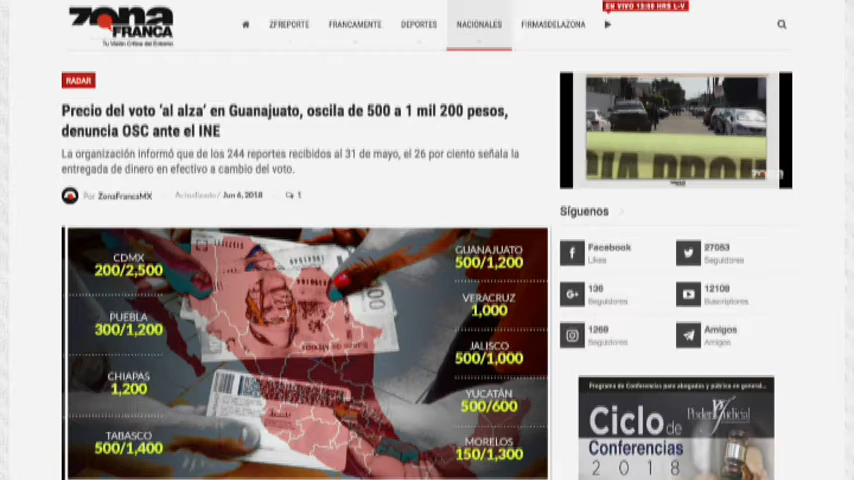 Zona
FRANCA
Tu Visión Crítica del Entorno
EN VIVO 13:00 HRS L-V
ZFREPORTE
FRANCAMENTE
DEPORTES
NACIONALES
FIRMASDELAZONA
RADAR
Precio del voto ‘al alza’ en Guanajuato, oscila de 500 a 1 mil 200 pesos,
denuncia OSC ante el INE
La organización informó que de los 244 reportes recibidos al 31 de mayo, el 26 por ciento señala la
entregada de dinero en efectivo a cambio del voto.
Por ZonaFrancaMX
Actualizado / Jun 6, 2018
1
CDMX
200/2,500
PUEBLA
300/1,200
CHIAPAS
1,200
TABASCO
500/1,400
GUANAJUATO
500/1,200
VERACRUZ
1,000
JALISCO
500/1,000
YUCATÁN
500/600
MORELOS
150/1,300
Síguenos
Facebook
Likes
27053
Seguidores
136
Seguidores
12109
Suscriptores
1269
Seguidores
Amigos
Amigos
Programa de Conferencias para abogados y público en general...
Ciclo de
Conferencias
2018
Poder Judicial